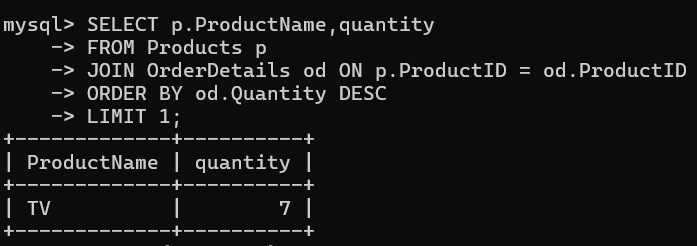 mysql> SELECT p.ProductName,quantity
    -> FROM Products p
    -> JOIN OrderDetails od ON p.ProductID = od.ProductID
    -> ORDER BY od.Quantity DESC
    -> LIMIT 1;
+-------------+----------+
| ProductName | quantity |
+-------------+----------+
| TV          |        7 |
+-------------+----------+